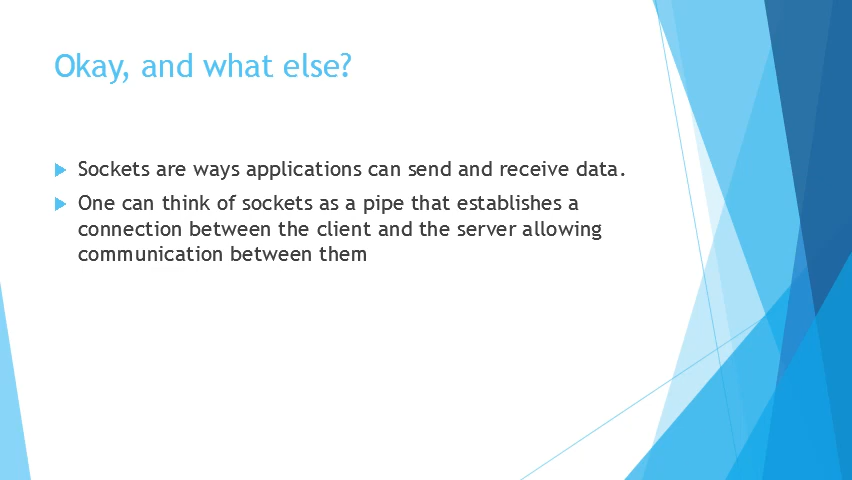 Okay, and what else?
Sockets are ways applications can send and receive data.
One can think of sockets as a pipe that establishes a
connection between the client and the server allowing
communication between them